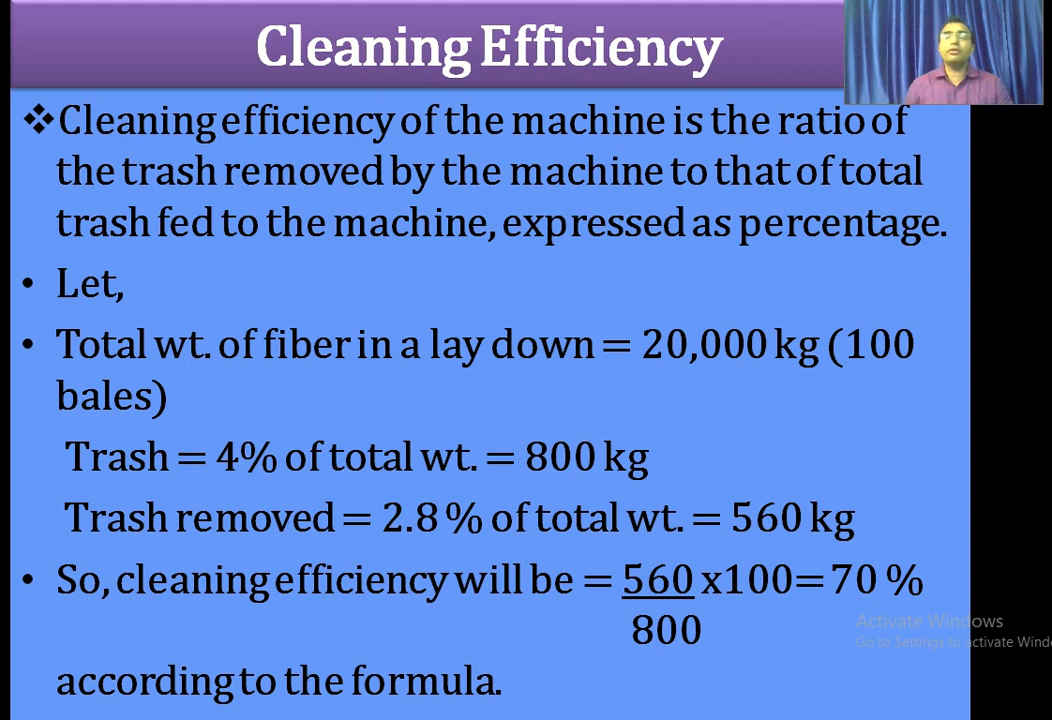 Cleaning Efficiency
❖Cleaning efficiency of the machine is the ratio of
the trash removed by the machine to that of total
trash fed to the machine, expressed as percentage.
• Let,
• Total wt. of fiber in a lay down = 20,000 kg (100
bales)
Trash = 4% of total wt. = 800 kg
Trash removed = 2.8 % of total wt. = 560 kg
• So, cleaning efficiency will be = 560 x100= 70 %
800
Activate Windows
Go to Settings to activate Windo
according to the formula.